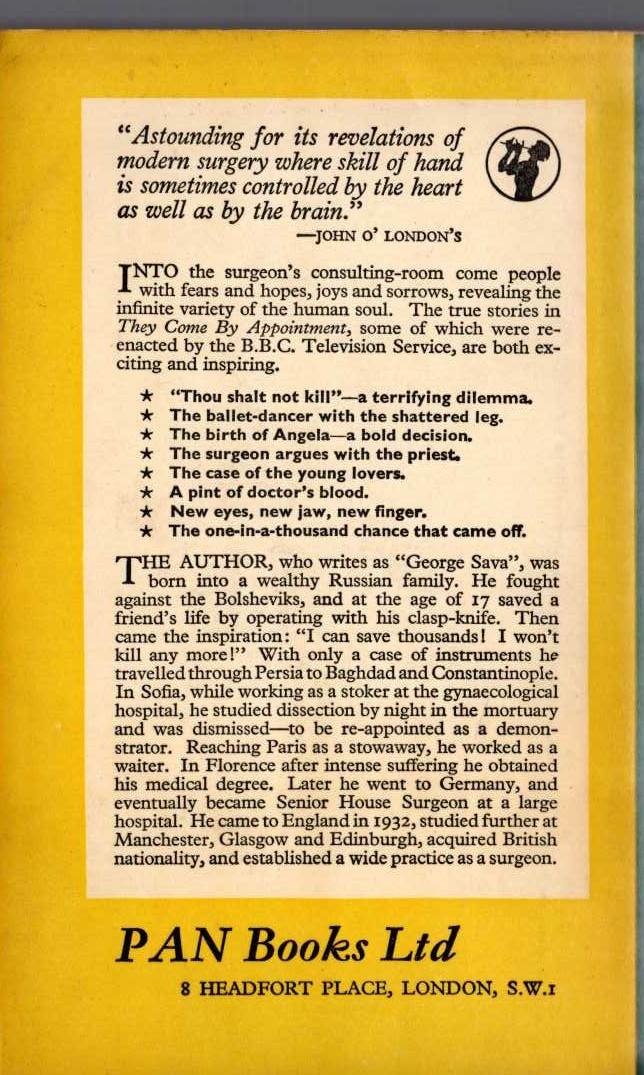 "Astounding for its revelations of
modern surgery where skill of hand
is sometimes controlled by the heart
as well as by the brain."
—JOHN O' LONDON'S
INTO the surgeon's consulting-room come people
with fears and hopes, joys and sorrows, revealing the
infinite variety of the human soul. The true stories in
They Come By Appointment, some of which were re-
enacted by the B.B.C. Television Service, are both ex-
citing and inspiring.
★ "Thou shalt not kill"—a terrifying dilemma.
★ The ballet-dancer with the shattered leg.
★ The birth of Angela—a bold decision.
★ The surgeon argues with the priest.
★ The case of the young lovers.
★ A pint of doctor's blood.
★ New eyes, new jaw, new finger.
★ The one-in-a-thousand chance that came off.
THE AUTHOR, who writes as "George Sava", was
born into a wealthy Russian family. He fought
against the Bolsheviks, and at the age of 17 saved a
friend's life by operating with his clasp-knife. Then
came the inspiration: "I can save thousands! I won't
kill any more!" With only a case of instruments he
travelled through Persia to Baghdad and Constantinople.
In Sofia, while working as a stoker at the gynaecological
hospital, he studied dissection by night in the mortuary
and was dismissed—to be re-appointed as a demon-
strator. Reaching Paris as a stowaway, he worked as a
waiter. In Florence after intense suffering he obtained
his medical degree. Later he went to Germany, and
eventually became Senior House Surgeon at a large
hospital. He came to England in 1932, studied further at
Manchester, Glasgow and Edinburgh, acquired British
nationality, and established a wide practice as a surgeon.
PAN Books Ltd
8 HEADFORT PLACE, LONDON, S.W.1